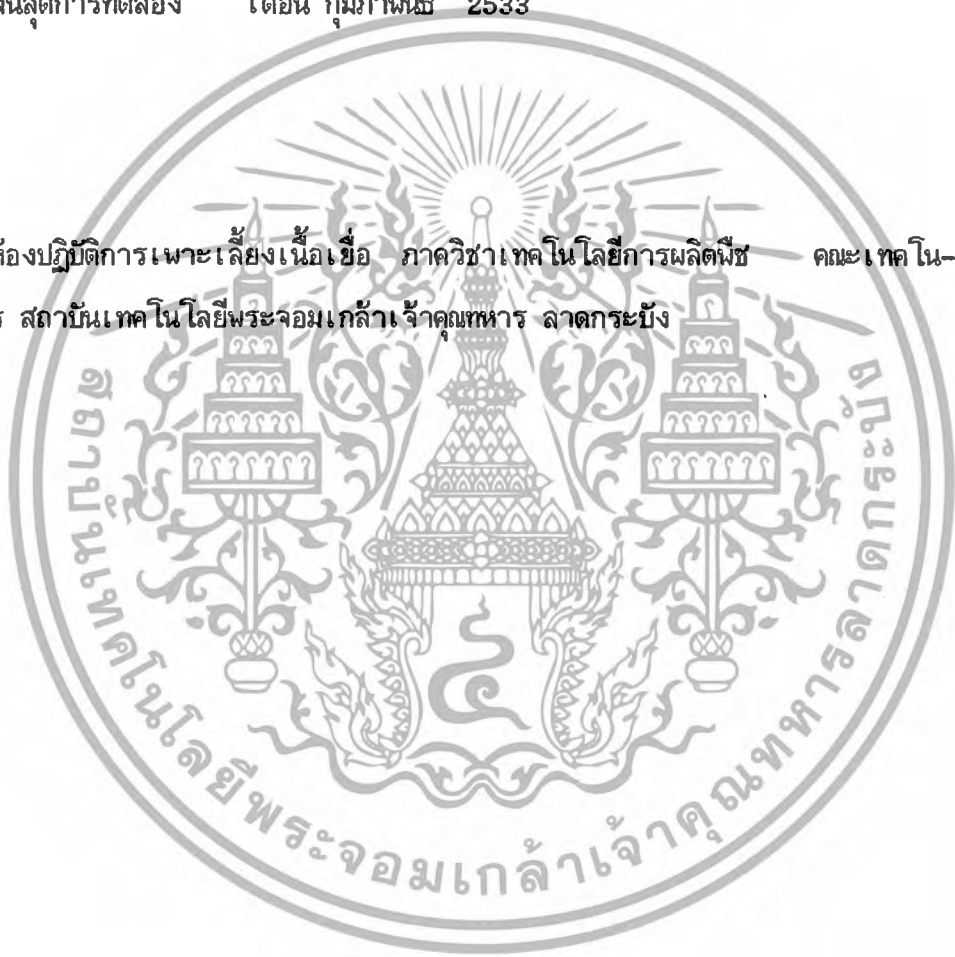 สิ้นสุดการทดลอง เดือน กุมภาพันธ์ 2533
ห้องปฏิบัติการเพาะเลี้ยงเนื้อเยื่อ ภาควิชาเทคโนโลยีการผลิตพืช คณะเทคโน-
สถาบันเทคโนโลยีพระจอมเกล้าเจ้าคุณทหาร ลาดกระบัง
สถาบันเทคโนโลยีพระจอมเกล้าเจ้าคุณทหารลาดกระบัง
๔